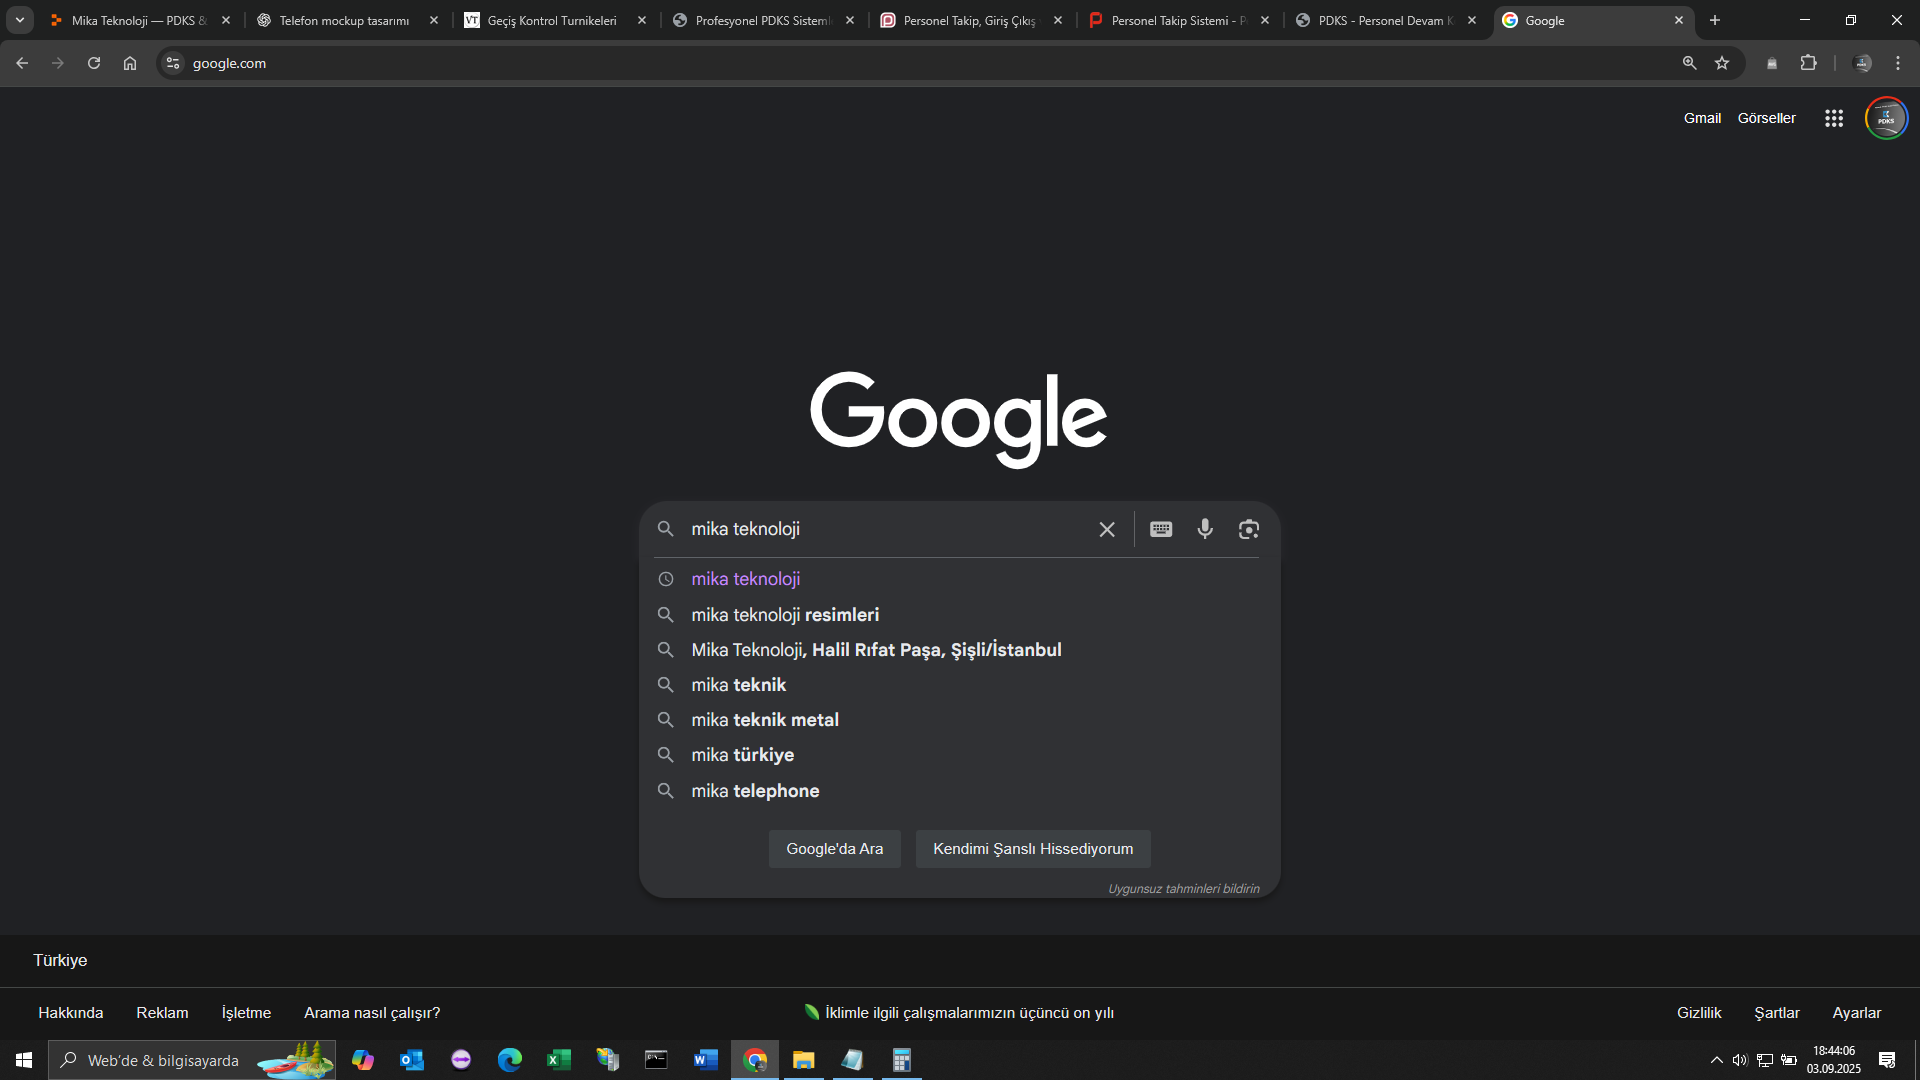 Mika Teknoloji — PDKS &
Telefon mockup tasarımı
VT
Geçiş Kontrol Turnikeleri
Profesyonel PDKS Sisteml
Personel Takip, Giriş Çıkış
Personel Takip Sistemi - P
PDKS - Personel Devam K
Google
google.com
Gmail
Görseller
PDKS
Google
mika teknoloji
mika teknoloji
mika teknoloji resimleri
Mika Teknoloji, Halil Rıfat Paşa, Şişli/İstanbul
mika teknik
mika teknik metal
mika türkiye
mika telephone
Google'da Ara
Kendimi Şanslı Hissediyorum
Uygunsuz tahminleri bildirin
Türkiye
Hakkında
Reklam
İşletme
Arama nasıl çalışır?
İklimle ilgili çalışmalarımızın üçüncü on yılı
Gizlilik
Şartlar
Ayarlar
Web'de & bilgisayarda
18:44:06
03.09.2025